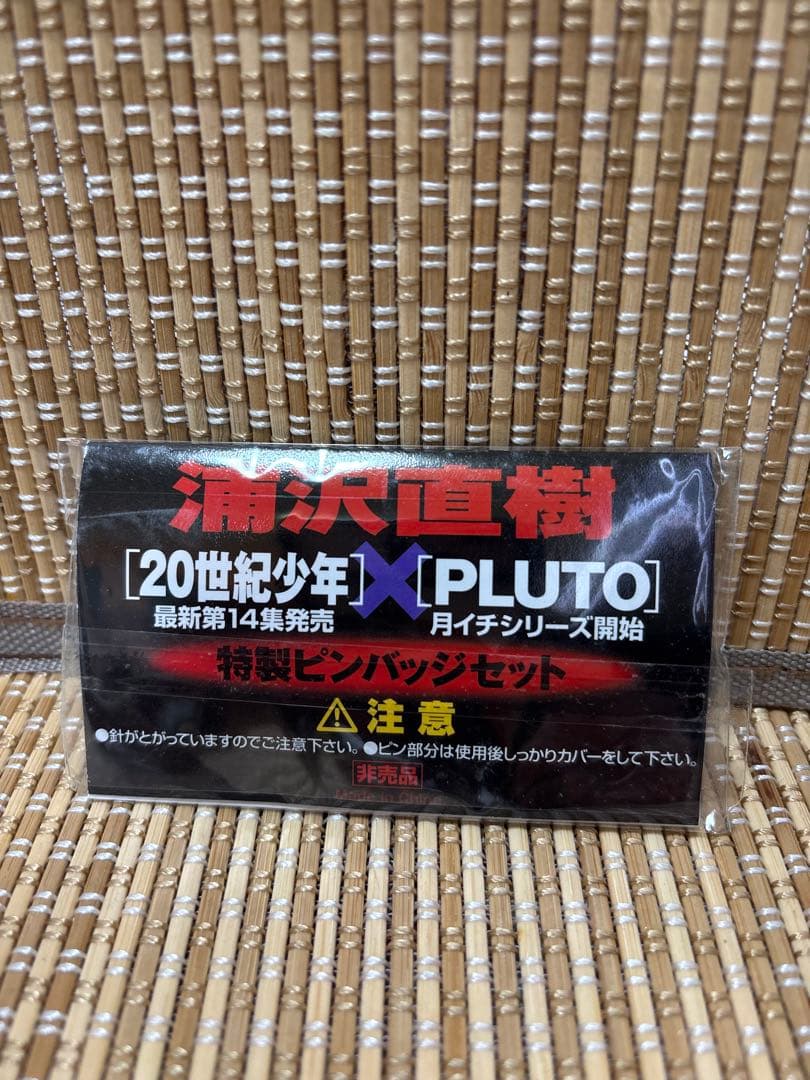 浦沢直樹
[20世紀少年]×[PLUTO]
最新第14集発売 月イチシリーズ開始
特製ピンバッジセット
⚠注意
●針がとがっていますのでご注意下さい。●ピン部分は使用後しっかりカバーをして下さい。
非売品
Made in China